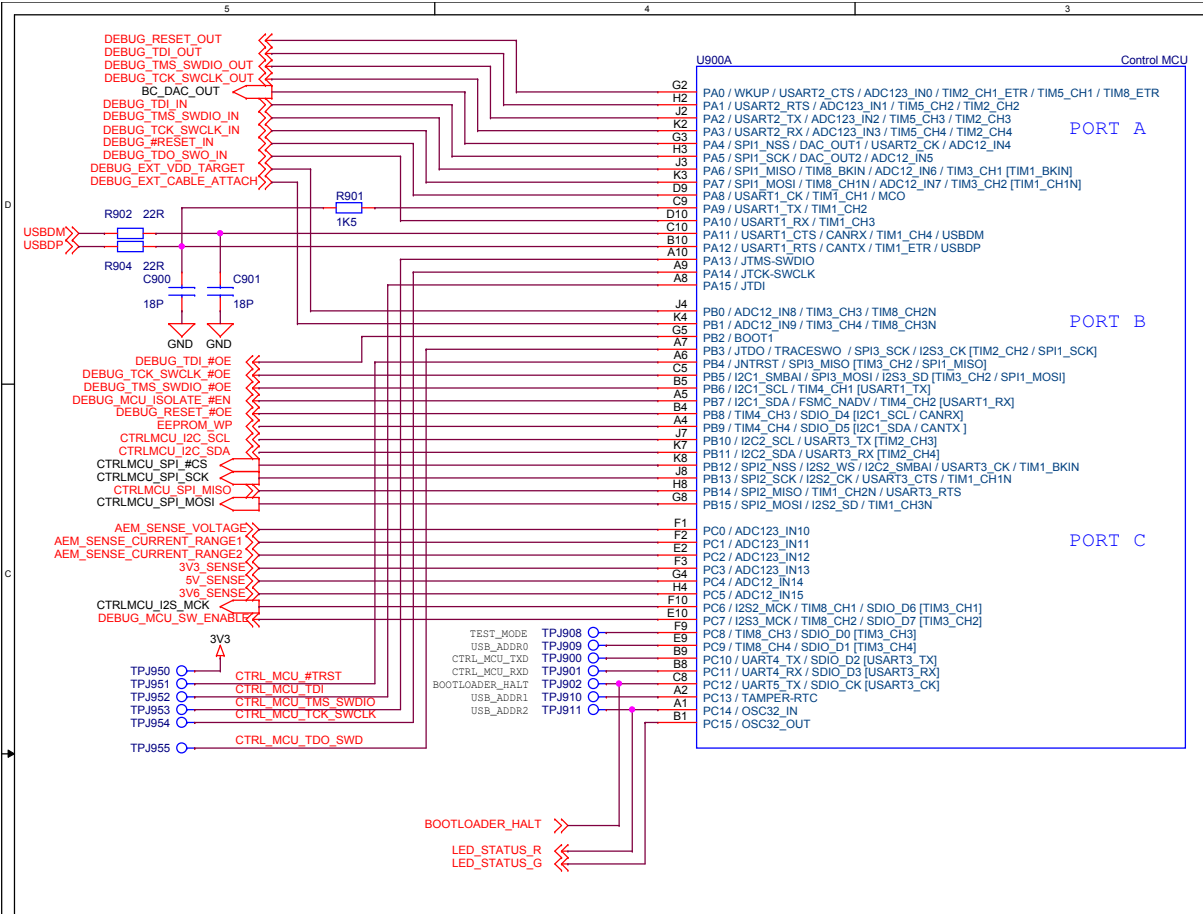 5
4
3
DEBUG_RESET_OUT
DEBUG_TDI_OUT
DEBUG_TMS_SWDIO_OUT
DEBUG_TCK_SWCLK_OUT
BC_DAC_OUT
DEBUG_TDI_IN
DEBUG_TMS_SWDIO_IN
DEBUG_TCK_SWCLK_IN
DEBUG_#RESET_IN
DEBUG_TDO_SWO_IN
DEBUG_EXT_VDD_TARGET
DEBUG_EXT_CABLE_ATTACH
D
R901
1K5
R902 22R
USBDM
USBDP
R904 22R
C900
18P
C901
18P
GND
GND
DEBUG_TDI_#OE
DEBUG_TCK_SWCLK_#OE
DEBUG_TMS_SWDIO_#OE
DEBUG_MCU_ISOLATE_#EN
DEBUG_RESET_#OE
EEPROM_WP
CTRLMCU_I2C_SCL
CTRLMCU_I2C_SDA
CTRLMCU_SPI_#CS
CTRLMCU_SPI_SCK
CTRLMCU_SPI_MISO
CTRLMCU_SPI_MOSI
AEM_SENSE_VOLTAGE
AEM_SENSE_CURRENT_RANGE1
AEM_SENSE_CURRENT_RANGE2
3V3_SENSE
5V_SENSE
3V6_SENSE
CTRLMCU_I2S_MCK
DEBUG_MCU_SW_ENABLE
C
3V3
TPJ950
TPJ951 CTRL_MCU_#TRST
TPJ952 CTRL_MCU_TDI
TPJ953 CTRL_MCU_TMS_SWDIO
TPJ954 CTRL_MCU_TCK_SWCLK
TPJ955 CTRL_MCU_TDO_SWD
TEST_MODE TPJ908
USB_ADDR0 TPJ909
CTRL_MCU_TXD TPJ900
CTRL_MCU_RXD TPJ901
BOOTLOADER_HALT TPJ902
USB_ADDR1 TPJ910
USB_ADDR2 TPJ911
BOOTLOADER_HALT
LED_STATUS_R
LED_STATUS_G
U900A Control MCU
PORT A
G2 PA0 / WKUP / USART2_CTS / ADC123_IN0 / TIM2_CH1_ETR / TIM5_CH1 / TIM8_ETR
H2 PA1 / USART2_RTS / ADC123_IN1 / TIM5_CH2 / TIM2_CH2
J2 PA2 / USART2_TX / ADC123_IN2 / TIM5_CH3 / TIM2_CH3
K2 PA3 / USART2_RX / ADC123_IN3 / TIM5_CH4 / TIM2_CH4
G3 PA4 / SPI1_NSS / DAC_OUT1 / USART2_CK / ADC12_IN4
H3 PA5 / SPI1_SCK / DAC_OUT2 / ADC12_IN5
J3 PA6 / SPI1_MISO / TIM8_BKIN / ADC12_IN6 / TIM3_CH1 [TIM1_BKIN]
K3 PA7 / SPI1_MOSI / TIM8_CH1N / ADC12_IN7 / TIM3_CH2 [TIM1_CH1N]
D9 PA8 / USART1_CK / TIM1_CH1 / MCO
C9 PA9 / USART1_TX / TIM1_CH2
D10 PA10 / USART1_RX / TIM1_CH3
C10 PA11 / USART1_CTS / CANRX / TIM1_CH4 / USBDM
B10 PA12 / USART1_RTS / CANTX / TIM1_ETR / USBDP
A10 PA13 / JTMS-SWDIO
A9 PA14 / JTCK-SWCLK
A8 PA15 / JTDI
PORT B
J4 PB0 / ADC12_IN8 / TIM3_CH3 / TIM8_CH2N
K4 PB1 / ADC12_IN9 / TIM3_CH4 / TIM8_CH3N
G5 PB2 / BOOT1
A7 PB3 / JTDO / TRACESWO / SPI3_SCK / I2S3_CK [TIM2_CH2 / SPI1_SCK]
A6 PB4 / JNTRST / SPI3_MISO [TIM3_CH2 / SPI1_MISO]
C5 PB5 / I2C1_SMBAI / SPI3_MOSI / I2S3_SD [TIM3_CH2 / SPI1_MOSI]
B5 PB6 / I2C1_SCL / TIM4_CH1 [USART1_TX]
A5 PB7 / I2C1_SDA / FSMC_NADV / TIM4_CH2 [USART1_RX]
B4 PB8 / TIM4_CH3 / SDIO_D4 [I2C1_SCL / CANRX]
A4 PB9 / TIM4_CH4 / SDIO_D5 [I2C1_SDA / CANTX ]
J7 PB10 / I2C2_SCL / USART3_TX [TIM2_CH3]
K7 PB11 / I2C2_SDA / USART3_RX [TIM2_CH4]
K8 PB12 / SPI2_NSS / I2S2_WS / I2C2_SMBAI / USART3_CK / TIM1_BKIN
J8 PB13 / SPI2_SCK / I2S2_CK / USART3_CTS / TIM1_CH1N
H8 PB14 / SPI2_MISO / TIM1_CH2N / USART3_RTS
G8 PB15 / SPI2_MOSI / I2S2_SD / TIM1_CH3N
PORT C
F1 PC0 / ADC123_IN10
F2 PC1 / ADC123_IN11
E2 PC2 / ADC123_IN12
F3 PC3 / ADC123_IN13
G4 PC4 / ADC12_IN14
H4 PC5 / ADC12_IN15
F10 PC6 / I2S2_MCK / TIM8_CH1 / SDIO_D6 [TIM3_CH1]
E10 PC7 / I2S3_MCK / TIM8_CH2 / SDIO_D7 [TIM3_CH2]
F9 PC8 / TIM8_CH3 / SDIO_D0 [TIM3_CH3]
E9 PC9 / TIM8_CH4 / SDIO_D1 [TIM3_CH4]
B9 PC10 / UART4_TX / SDIO_D2 [USART3_TX]
B8 PC11 / UART4_RX / SDIO_D3 [USART3_RX]
C8 PC12 / UART5_TX / SDIO_CK [USART3_CK]
A2 PC13 / TAMPER-RTC
A1 PC14 / OSC32_IN
B1 PC15 / OSC32_OUT